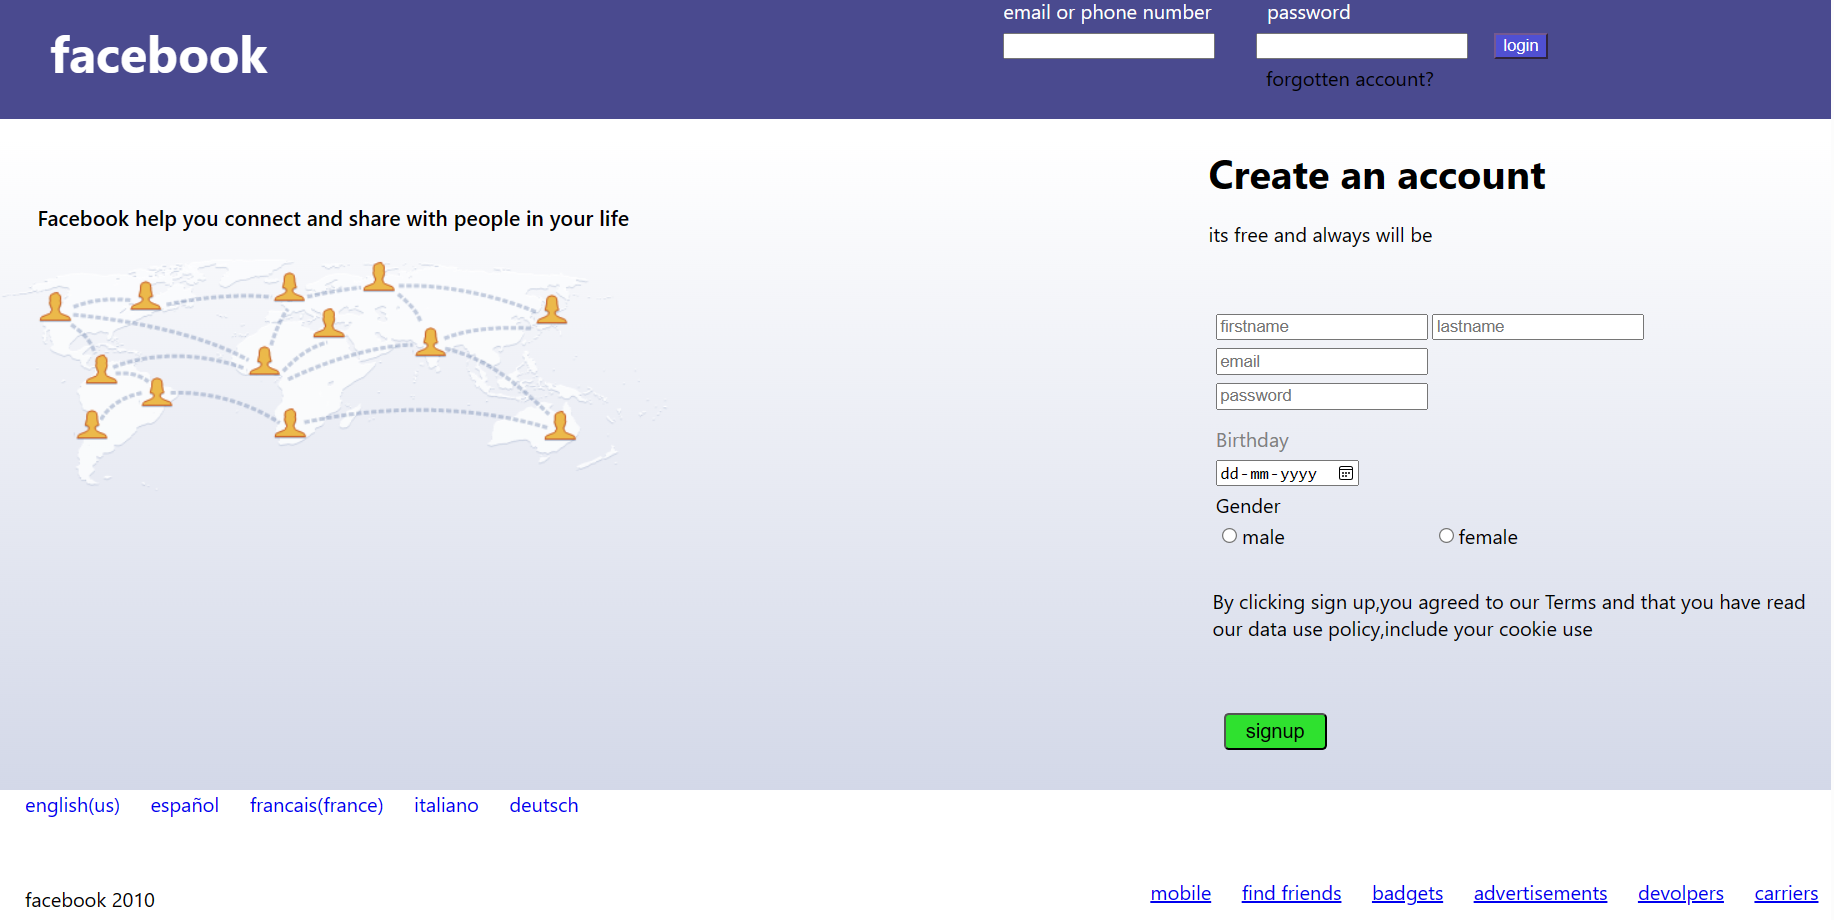 email or phone number password
facebook
login
forgotten account?
Create an account
Facebook help you connect and share with people in your life
its free and always will be
firstname lastname
email
password
Birthday
dd-mm-yyyy
Gender
male female
By clicking sign up,you agreed to our Terms and that you have read
our data use policy,include your cookie use
signup
english(us) español francais(france) italiano deutsch
facebook 2010
mobile find friends badgets advertisements devolpers carriers